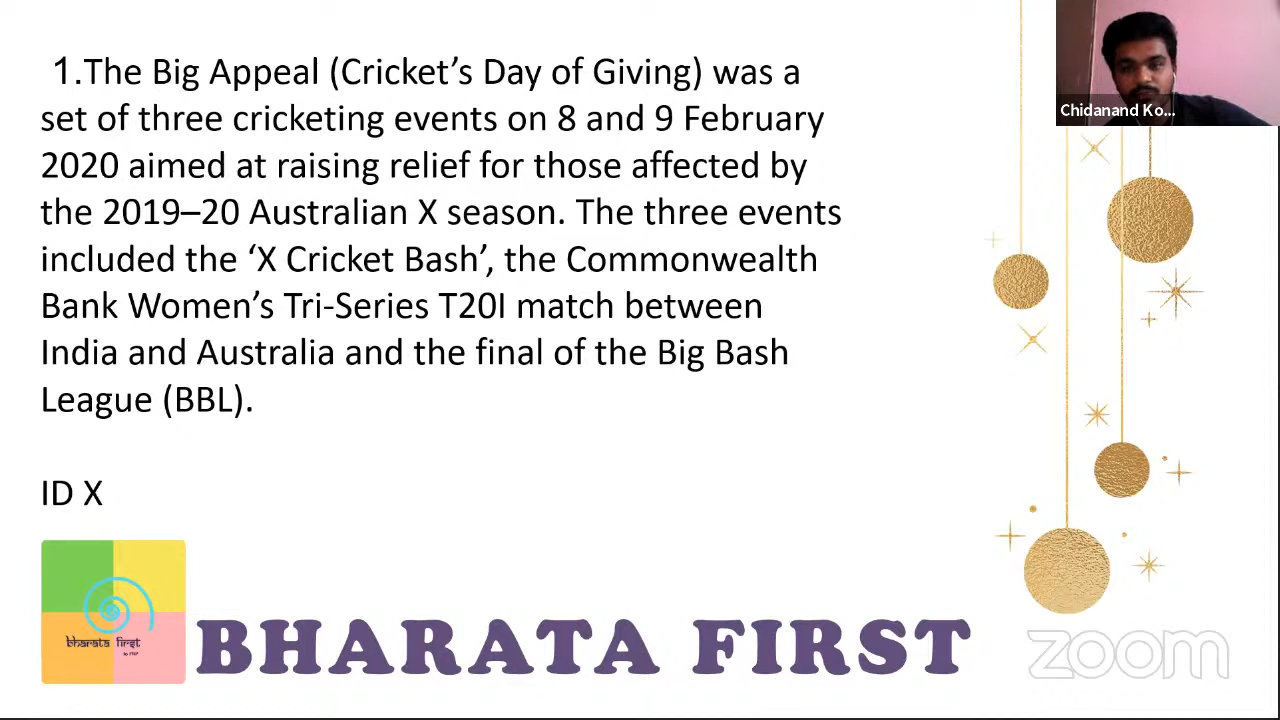 1.The Big Appeal (Cricket’s Day of Giving) was a
set of three cricketing events on 8 and 9 February
2020 aimed at raising relief for those affected by
the 2019–20 Australian X season. The three events
included the ‘X Cricket Bash’, the Commonwealth
Bank Women’s Tri-Series T20I match between
India and Australia and the final of the Big Bash
League (BBL).
ID X
Chidanand Ko...
bharata first
BHARATA FIRST
zoom